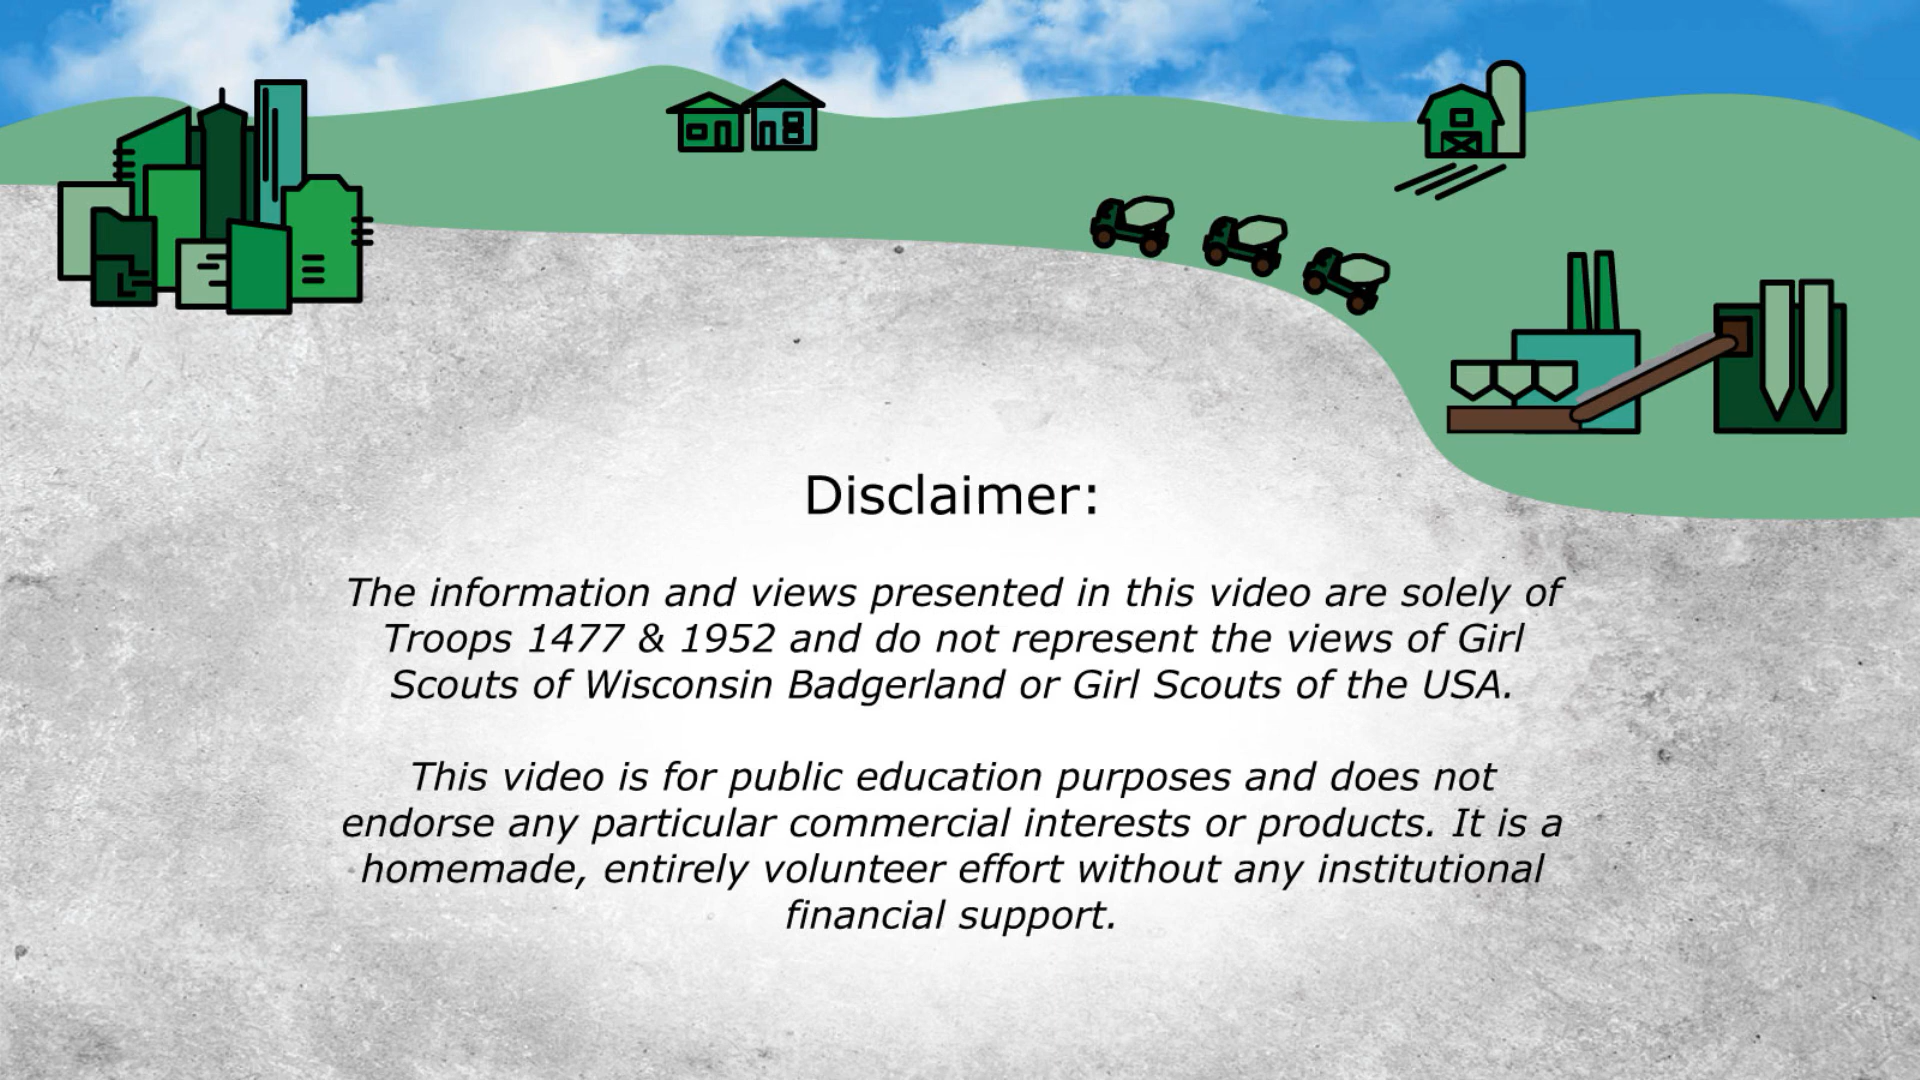 Disclaimer:
The information and views presented in this video are solely of
Troops 1477 & 1952 and do not represent the views of Girl
Scouts of Wisconsin Badgerland or Girl Scouts of the USA.
This video is for public education purposes and does not
endorse any particular commercial interests or products. It is a
homemade, entirely volunteer effort without any institutional
financial support.